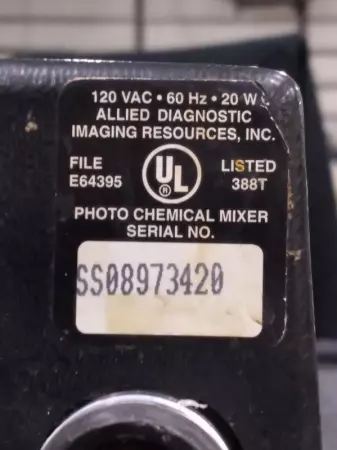 120 VAC • 60 Hz • 20 W
ALLIED DIAGNOSTIC
IMAGING RESOURCES, INC.
FILE
E64395
UL
®
LISTED
388T
PHOTO CHEMICAL MIXER
SERIAL NO.
SS08973420